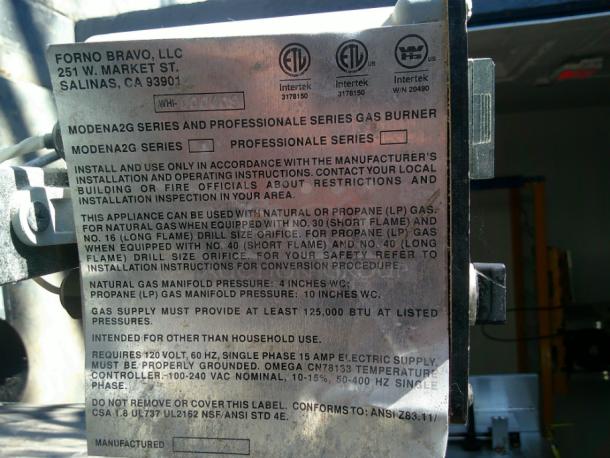 FORNO BRAVO, LLC
251 W. MARKET ST.
SALINAS, CA 93901
ETL
Intertek
3178150
ETL
US
Intertek
3178150
WH
US
Intertek
W/N 20490
WHI-
MODENA2G SERIES AND PROFESSIONALE SERIES GAS BURNER
MODENA2G SERIES PROFESSIONALE SERIES
INSTALL AND USE ONLY IN ACCORDANCE WITH THE MANUFACTURER'S
INSTALLATION AND OPERATING INSTRUCTIONS. CONTACT YOUR LOCAL
BUILDING OR FIRE OFFICIALS ABOUT RESTRICTIONS AND
INSTALLATION INSPECTION IN YOUR AREA.
THIS APPLIANCE CAN BE USED WITH NATURAL OR PROPANE (LP) GAS.
FOR NATURAL GAS WHEN EQUIPPED WITH NO. 30 (SHORT FLAME) AND
NO. 16 (LONG FLAME) DRILL SIZE ORIFICE. FOR PROPANE (LP) GAS
WHEN EQUIPPED WITH NO. 40 (SHORT FLAME) AND NO. 40 (LONG
FLAME) DRILL SIZE ORIFICE. FOR YOUR SAFETY REFER TO
INSTALLATION INSTRUCTIONS FOR CONVERSION PROCEDURE.
NATURAL GAS MANIFOLD PRESSURE: 4 INCHES WC;
PROPANE (LP) GAS MANIFOLD PRESSURE: 10 INCHES WC.
GAS SUPPLY MUST PROVIDE AT LEAST 125,000 BTU AT LISTED
PRESSURES.
INTENDED FOR OTHER THAN HOUSEHOLD USE.
REQUIRES 120 VOLT, 60 HZ, SINGLE PHASE 15 AMP ELECTRIC SUPPLY.
MUST BE PROPERLY GROUNDED. OMEGA CN78133 TEMPERATURE
CONTROLLER.-100-240 VAC NOMINAL, 10-15%, 50-400 HZ SINGLE
PHASE.
DO NOT REMOVE OR COVER THIS LABEL. CONFORMS TO: ANSI Z83.11/
CSA 1.8 UL737 UL2162 NSF/ANSI STD 4E.
MANUFACTURED